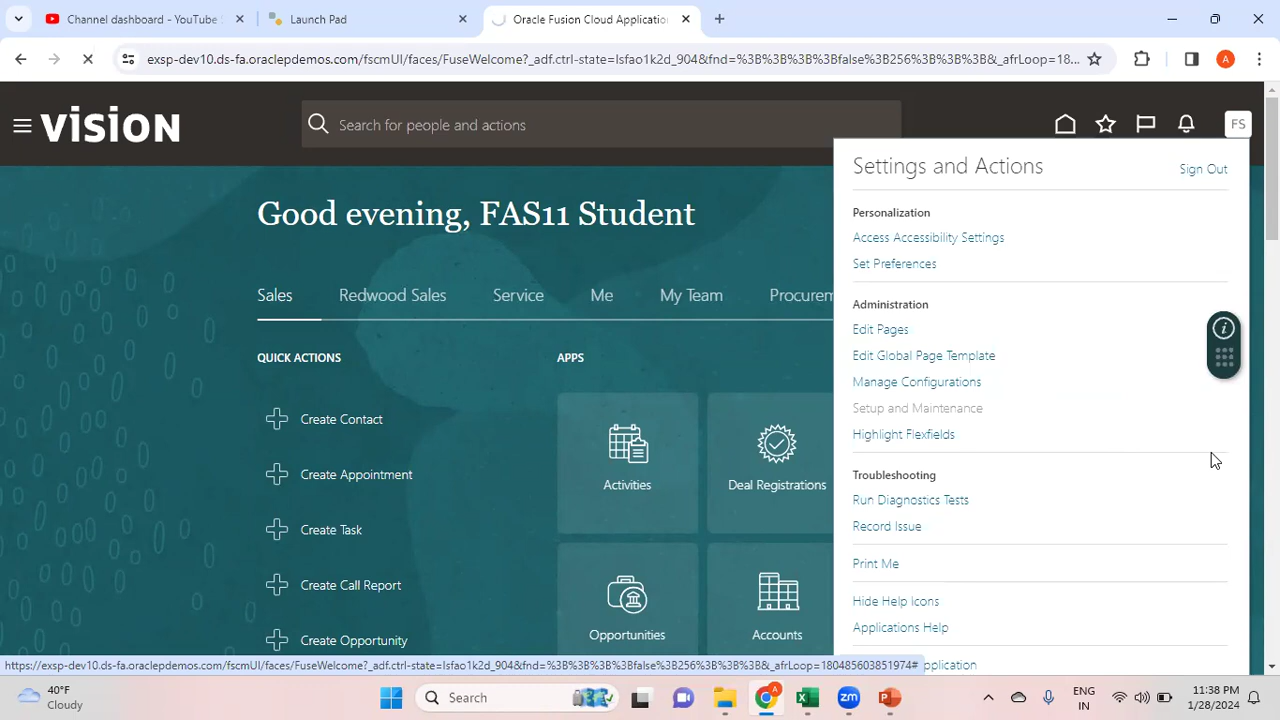 Channel dashboard - YouTube
Launch Pad
Oracle Fusion Cloud Applicatio
exsp-dev10.ds-fa.oraclepdemos.com/fscmUI/faces/FuseWelcome?_adf.ctrl-state=lsfao1k2d_904&fnd=%3B%3B%3B%3Bfalse%3B256%3B%3B%3B&_afrLoop=18...
A
vision
Search for people and actions
FS
Settings and Actions
Sign Out
Good evening, FAS11 Student
Personalization
Access Accessibility Settings
Set Preferences
Sales
Redwood Sales
Service
Me
My Team
Procurem
Administration
Edit Pages
Edit Global Page Template
Manage Configurations
Setup and Maintenance
Highlight Flexfields
QUICK ACTIONS
Create Contact
Create Appointment
Create Task
Create Call Report
Create Opportunity
APPS
Activities
Deal Registrations
Opportunities
Accounts
Troubleshooting
Run Diagnostics Tests
Record Issue
Print Me
Hide Help Icons
Applications Help
pplication
https://exsp-dev10.ds-fa.oraclepdemos.com/fscmUI/faces/FuseWelcome?_adf.ctrl-state=lsfao1k2d_904&fnd=%3B%3B%3B%3Bfalse%3B256%3B%3B%3B&_afrLoop=180485603851974#
40°F
Cloudy
Search
ENG
IN
11:38 PM
1/28/2024